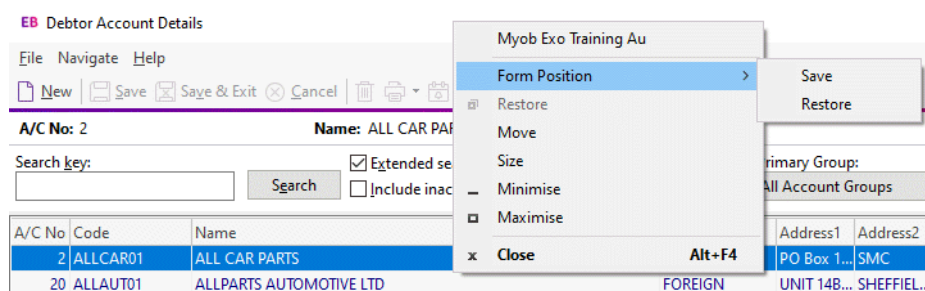 EB Debtor Account Details
File Navigate Help
New Save Save & Exit Cancel
A/C No: 2 Name: ALL CAR PAR
Search key:
Search
Extended se
Include inac
Primary Group:
All Account Groups
Myob Exo Training Au
Form Position
Restore
Move
Size
Minimise
Maximise
Close Alt+F4
Save
Restore
A/C No Code Name Address1 Address2
2 ALLCAR01 ALL CAR PARTS PO Box 1... SMC
20 ALLAUT01 ALLPARTS AUTOMOTIVE LTD FOREIGN UNIT 14B... SHEFFIEL...